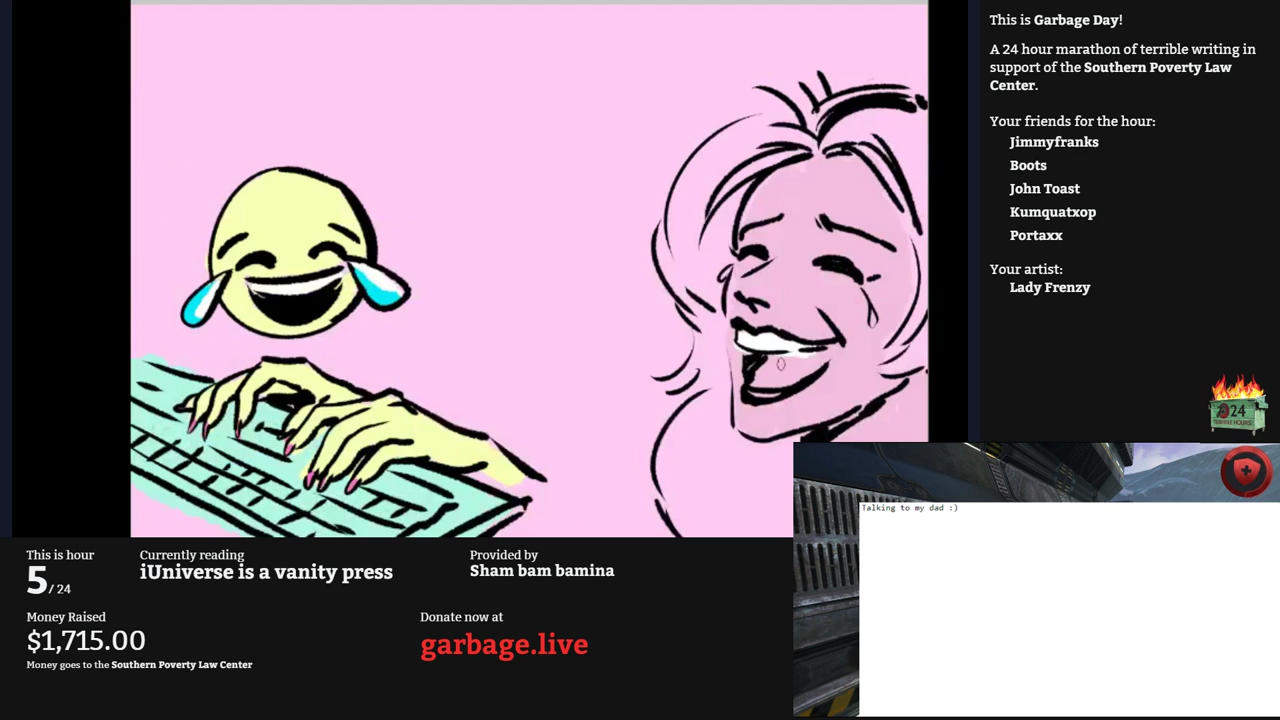 This is Garbage Day!
A 24 hour marathon of terrible writing in
support of the Southern Poverty Law
Center.
Your friends for the hour:
Jimmyfranks
Boots
John Toast
Kumquatxop
Portaxx
Your artist:
Lady Frenzy
24
TERRIBLE HOURS
Talking to my dad :)
This is hour
5/ 24
Currently reading
iUniverse is a vanity press
Provided by
Sham bam bamina
Money Raised
$1,715.00
Money goes to the Southern Poverty Law Center
Donate now at
garbage.live